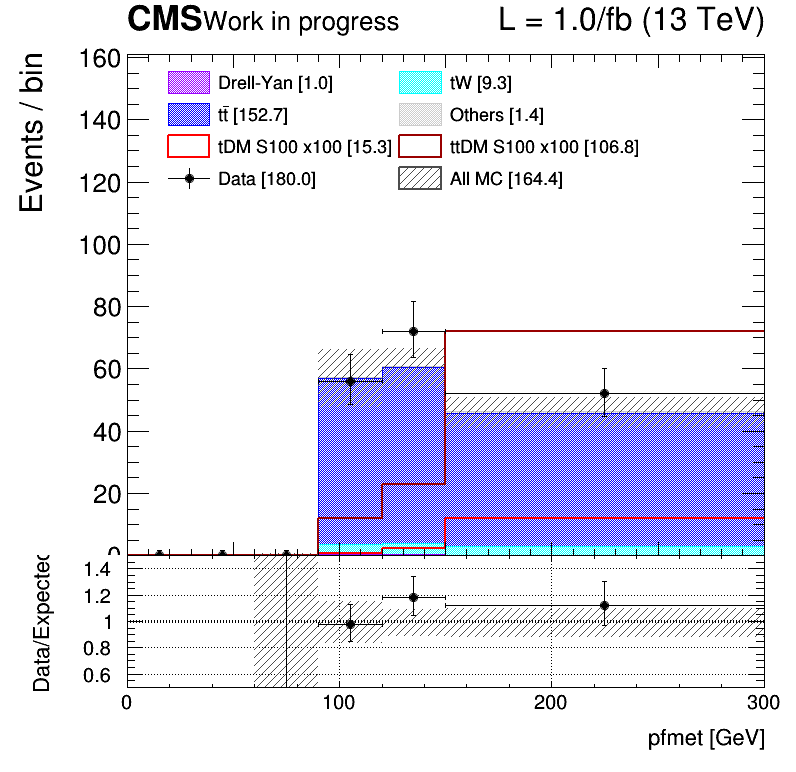 CMS Work in progress L = 1.0/fb (13 TeV)
Events / bin
160
140
120
100
80
60
40
20
0
Drell-Yan [1.0] tW [9.3]
tt̄ [152.7] Others [1.4]
tDM S100 x100 [15.3] ttDM S100 x100 [106.8]
Data [180.0] All MC [164.4]
Data/Expected
1.4
1.2
1
0.8
0.6
0 100 200 300
pfmet [GeV]